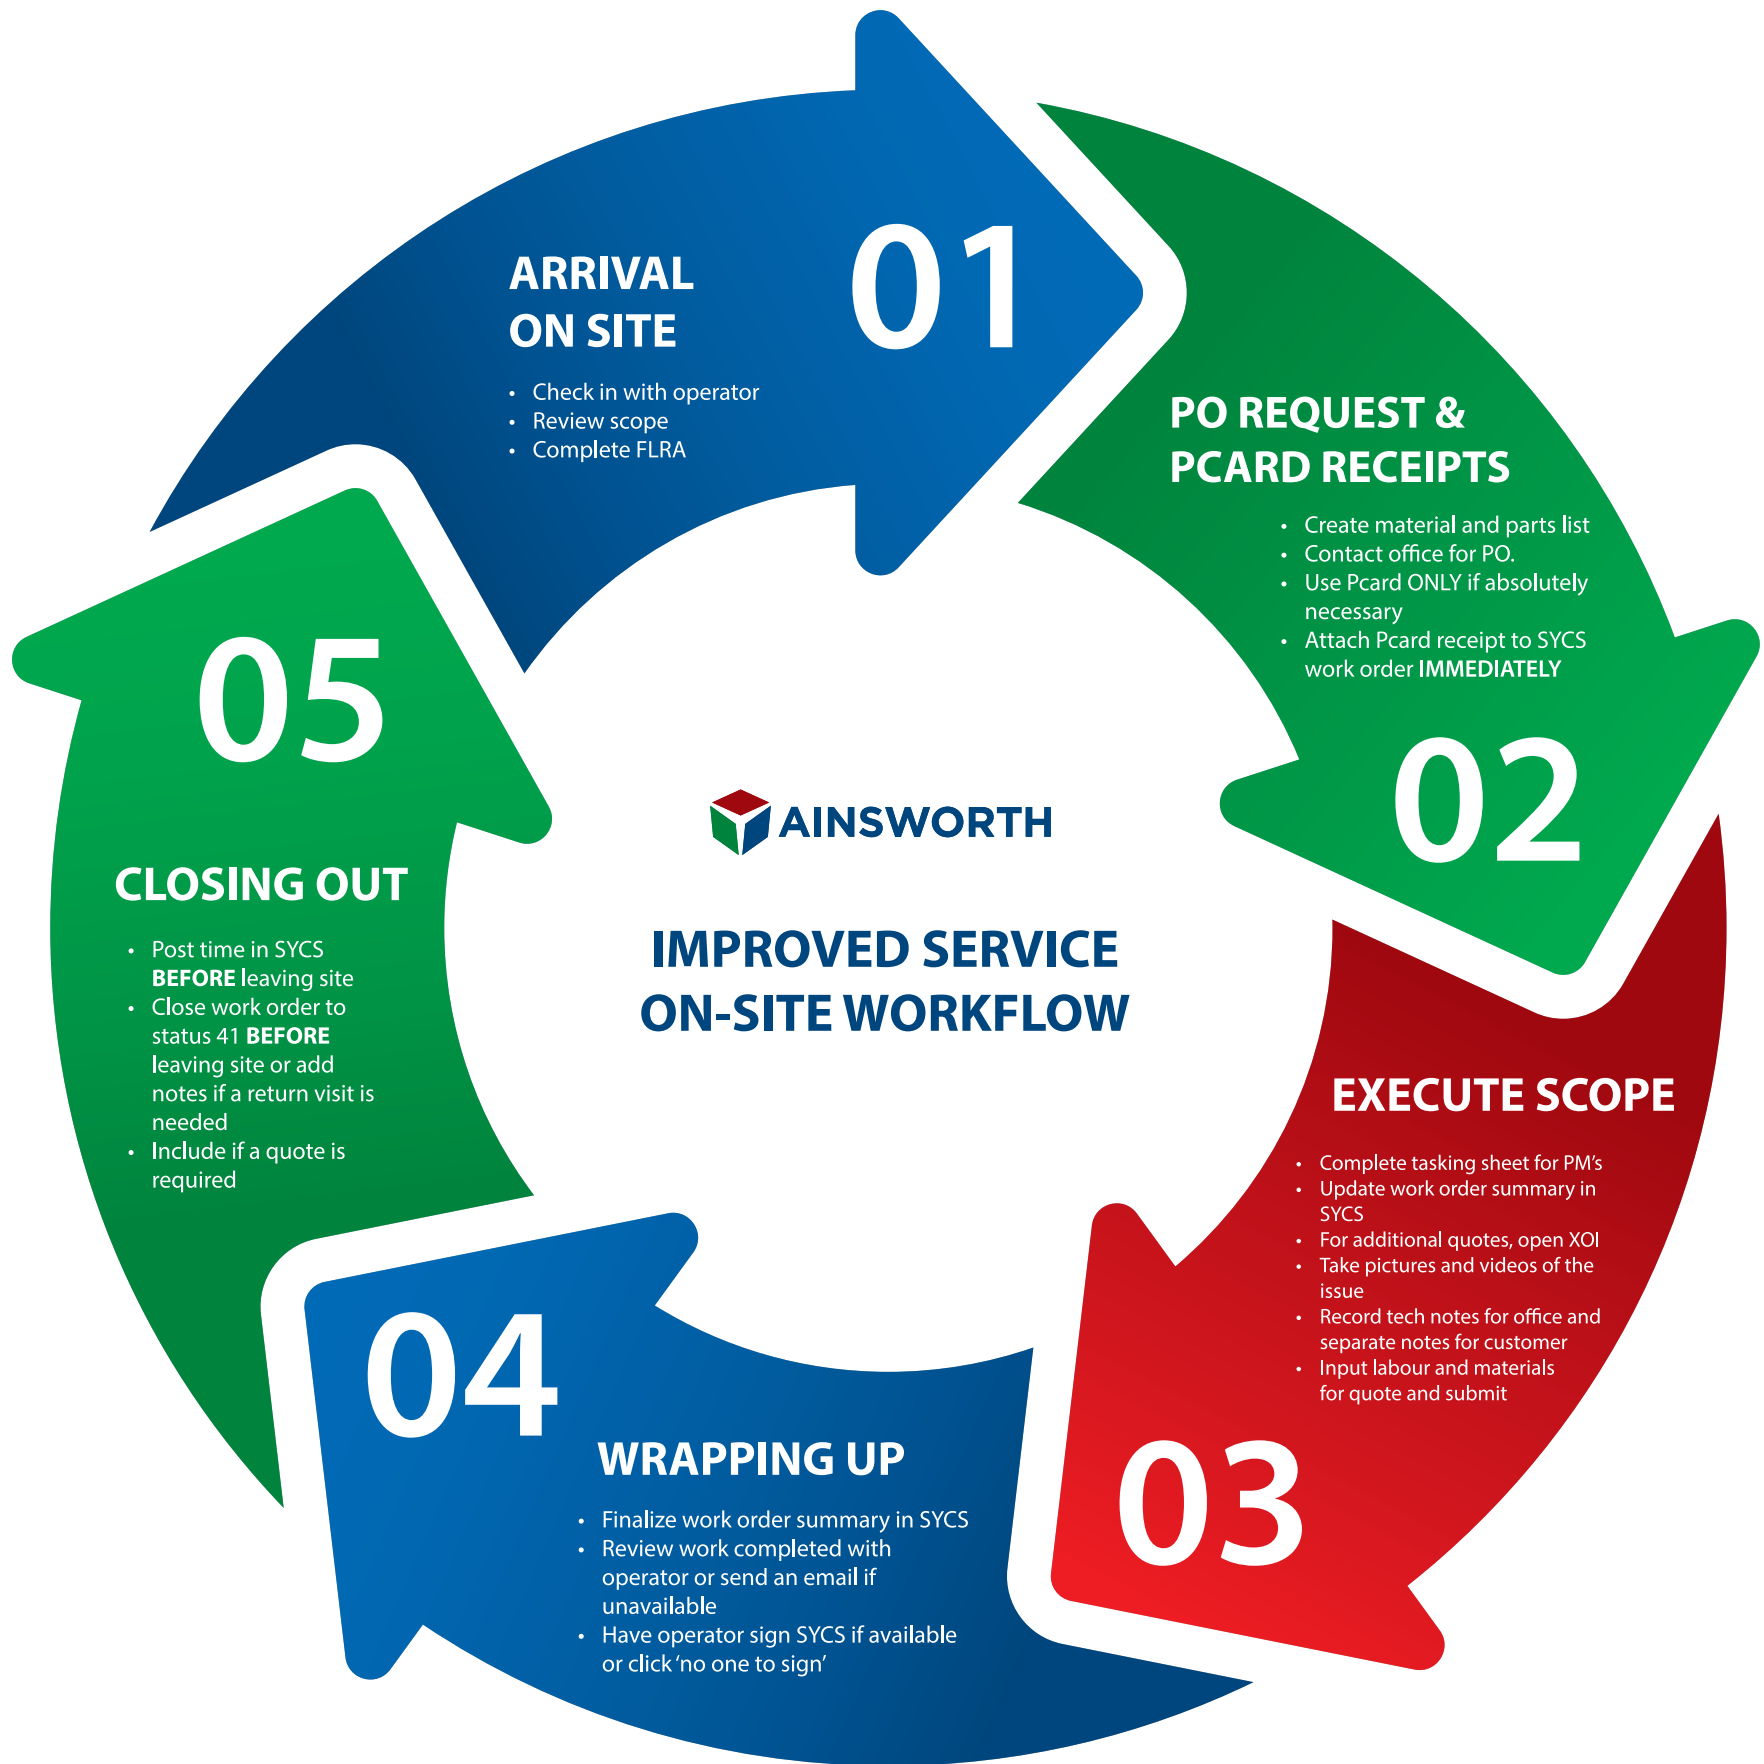 01
ARRIVAL
ON SITE
• Check in with operator
• Review scope
• Complete FLRA
PO REQUEST &
PCARD RECEIPTS
• Create material and parts list
• Contact office for PO.
• Use Pcard ONLY if absolutely
necessary
• Attach Pcard receipt to SYCS
work order IMMEDIATELY
02
EXECUTE SCOPE
• Complete tasking sheet for PM's
• Update work order summary in
SYCS
• For additional quotes, open XOI
• Take pictures and videos of the
issue
• Record tech notes for office and
separate notes for customer
• Input labour and materials
for quote and submit
03
04
WRAPPING UP
• Finalize work order summary in SYCS
• Review work completed with
operator or send an email if
unavailable
• Have operator sign SYCS if available
or click 'no one to sign'
05
CLOSING OUT
• Post time in SYCS
BEFORE leaving site
• Close work order to
status 41 BEFORE
leaving site or add
notes if a return visit is
needed
• Include if a quote is
required
AINSWORTH
IMPROVED SERVICE
ON-SITE WORKFLOW